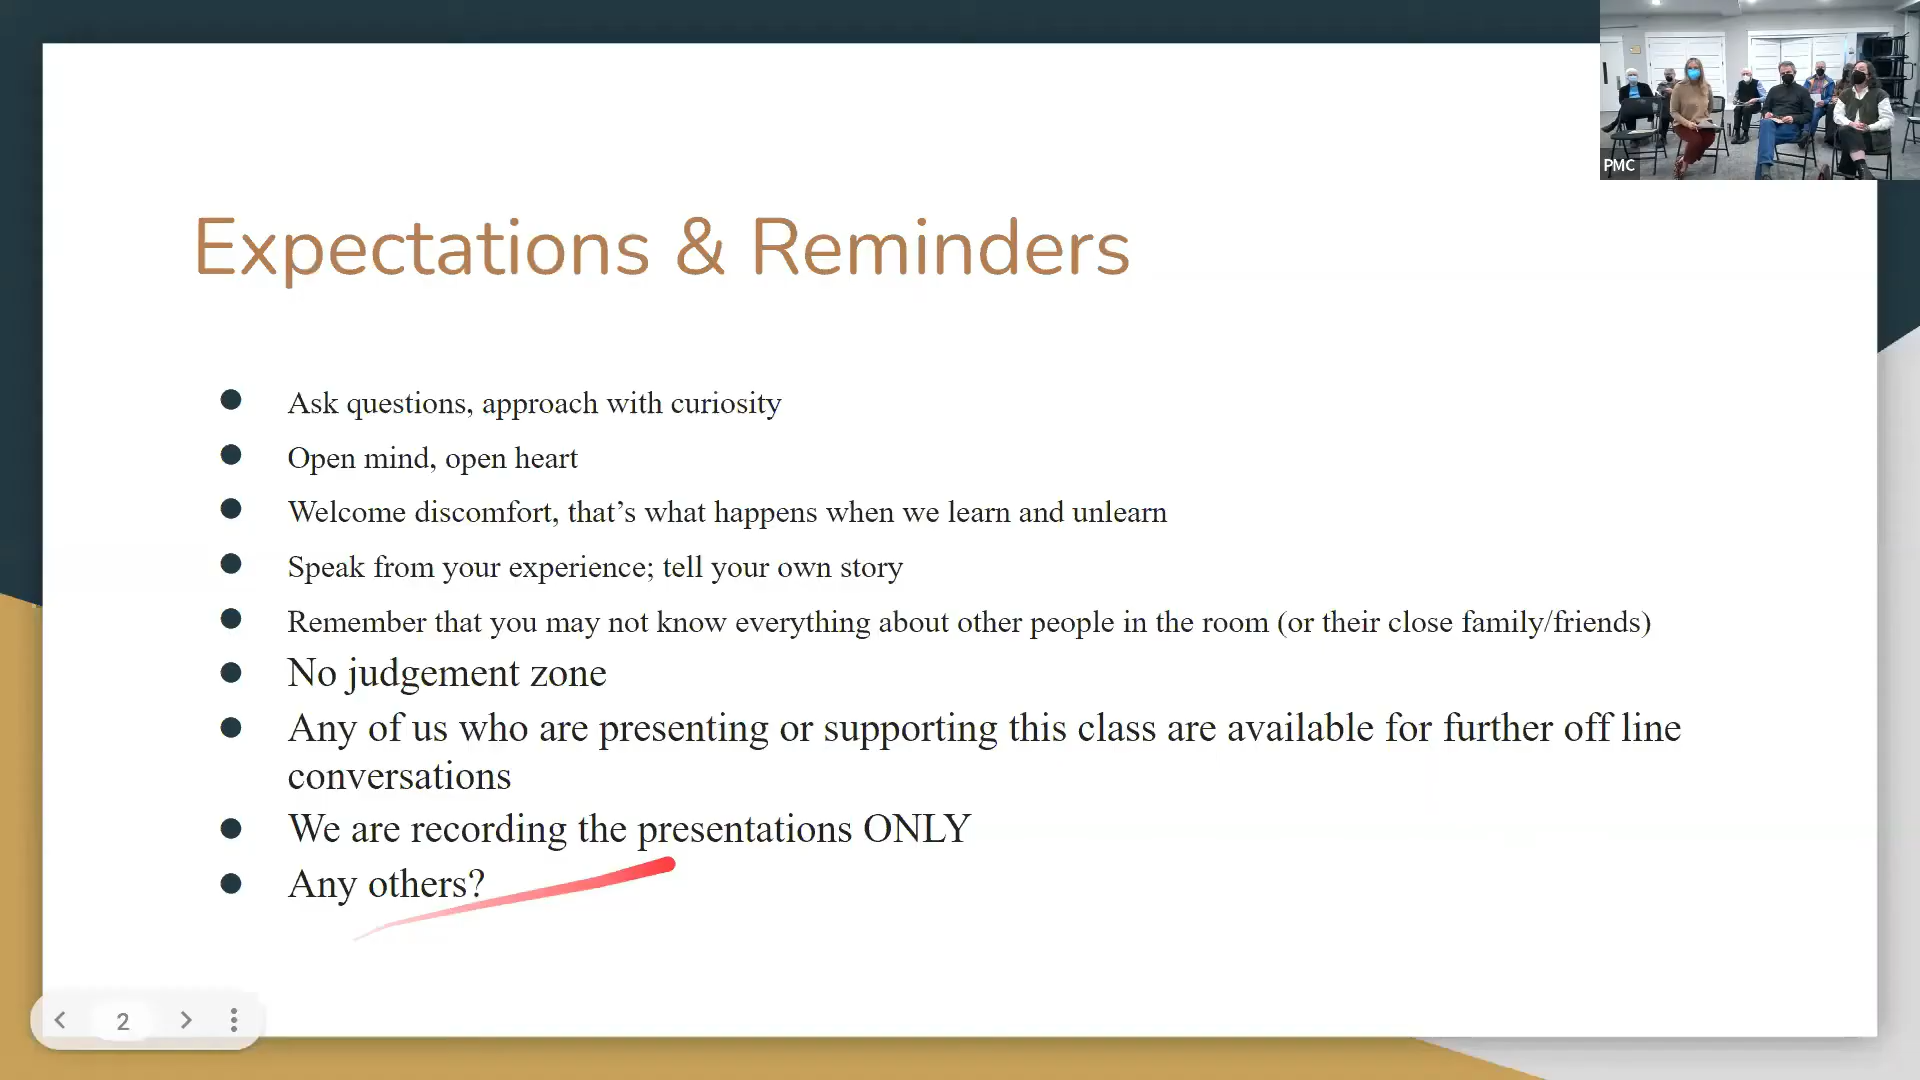 PMC
Expectations & Reminders
Ask questions, approach with curiosity
Open mind, open heart
Welcome discomfort, that’s what happens when we learn and unlearn
Speak from your experience; tell your own story
Remember that you may not know everything about other people in the room (or their close family/friends)
No judgement zone
Any of us who are presenting or supporting this class are available for further off line
conversations
We are recording the presentations ONLY
Any others?
2